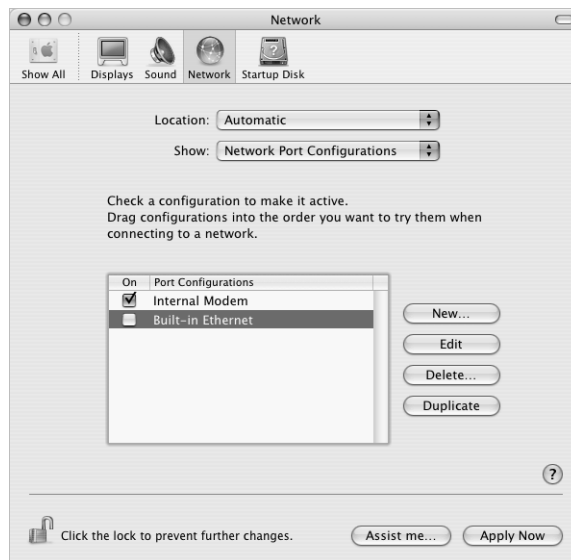 Network
Show All Displays Sound Network Startup Disk
Location: Automatic
Show: Network Port Configurations
Check a configuration to make it active.
Drag configurations into the order you want to try them when
connecting to a network.
On Port Configurations
Internal Modem
Built-in Ethernet
New...
Edit
Delete...
Duplicate
?
Click the lock to prevent further changes.
Assist me... Apply Now